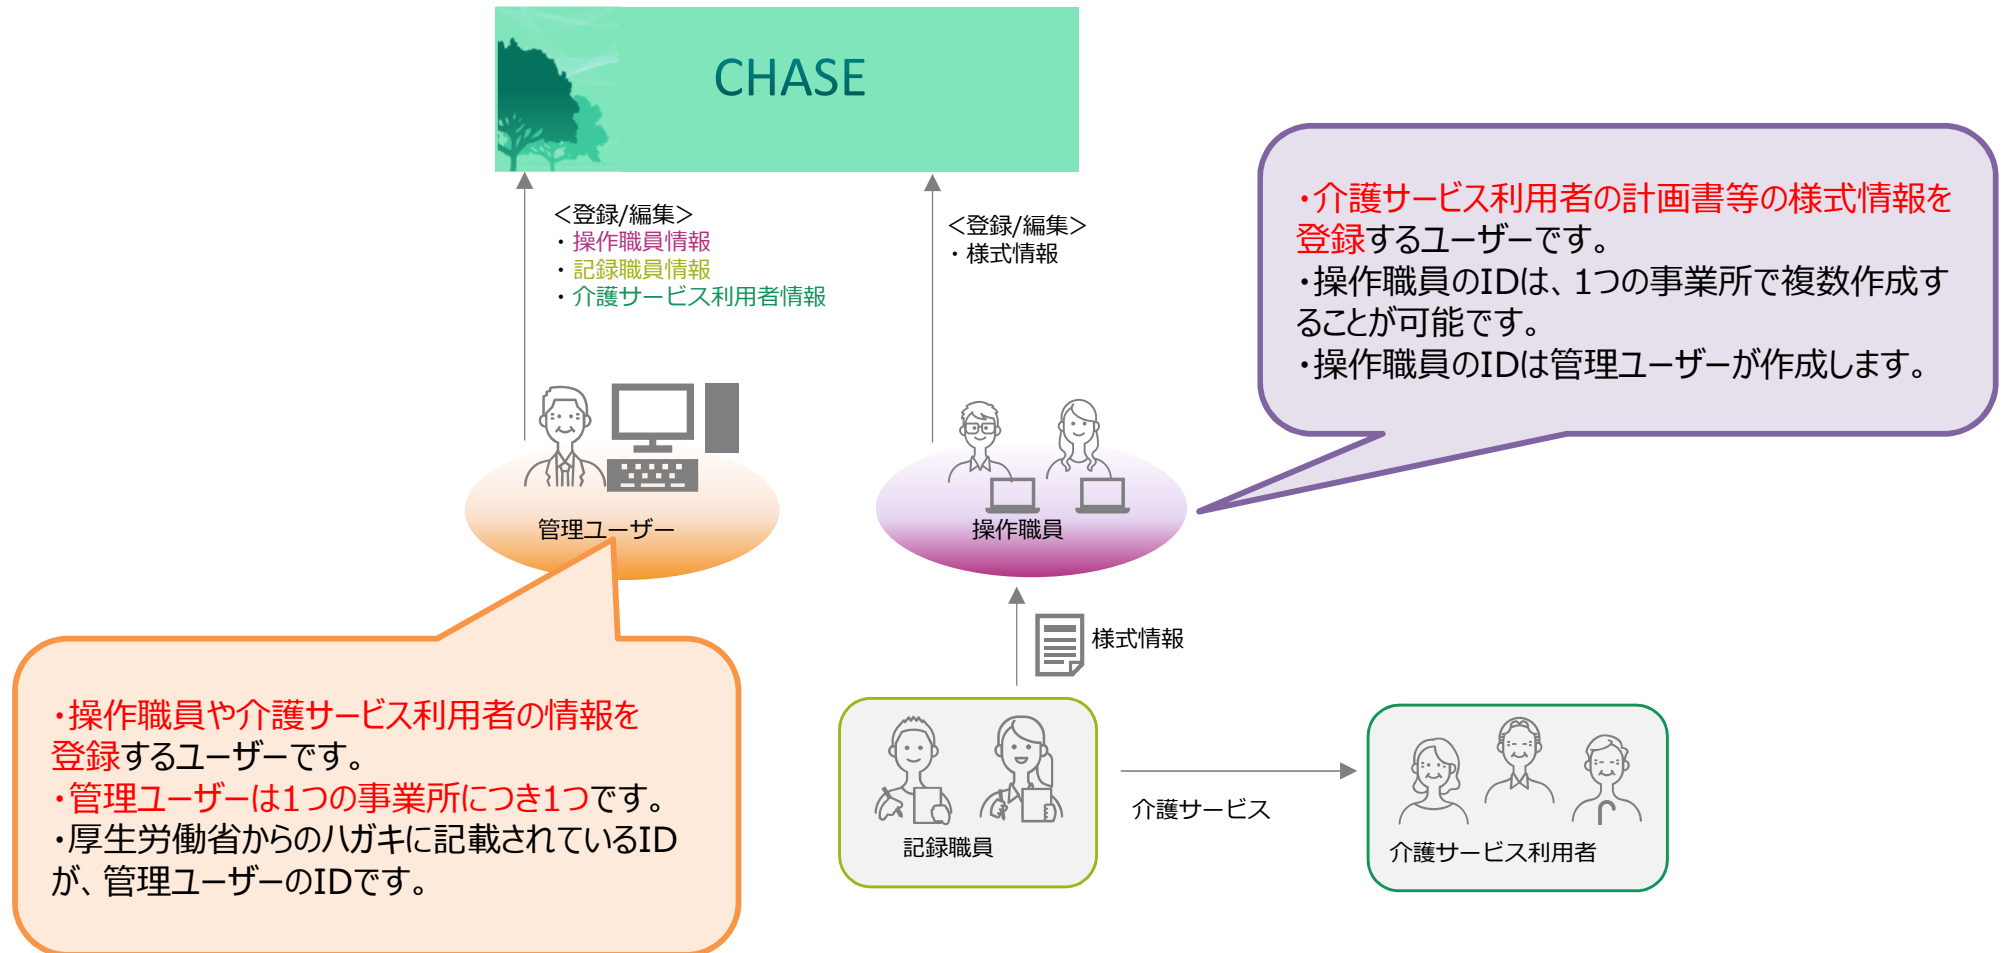 CHASE
＜登録/編集＞
・操作職員情報
・記録職員情報
・介護サービス利用者情報
＜登録/編集＞
・様式情報
・介護サービス利用者の計画書等の様式情報を
登録するユーザーです。
・操作職員のIDは、1つの事業所で複数作成す
ることが可能です。
・操作職員のIDは管理ユーザーが作成します。
管理ユーザー
操作職員
様式情報
・操作職員や介護サービス利用者の情報を
登録するユーザーです。
・管理ユーザーは1つの事業所につき1つです。
・厚生労働省からのハガキに記載されているID
が、管理ユーザーのIDです。
記録職員
介護サービス
介護サービス利用者